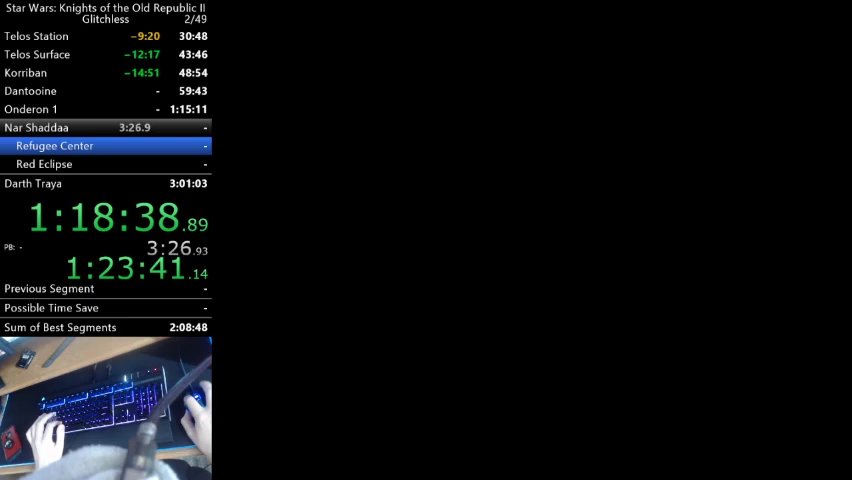 Star Wars: Knights of the Old Republic II
Glitchless 2/49
Telos Station −9:20 30:48
Telos Surface −12:17 43:46
Korriban −14:51 48:54
Dantooine - 59:43
Onderon 1 - 1:15:11
Nar Shaddaa 3:26.9 -
Refugee Center -
Red Eclipse -
Darth Traya 3:01:03
1:18:38.89
PB: - 3:26.93
1:23:41.14
Previous Segment -
Possible Time Save -
Sum of Best Segments 2:08:48